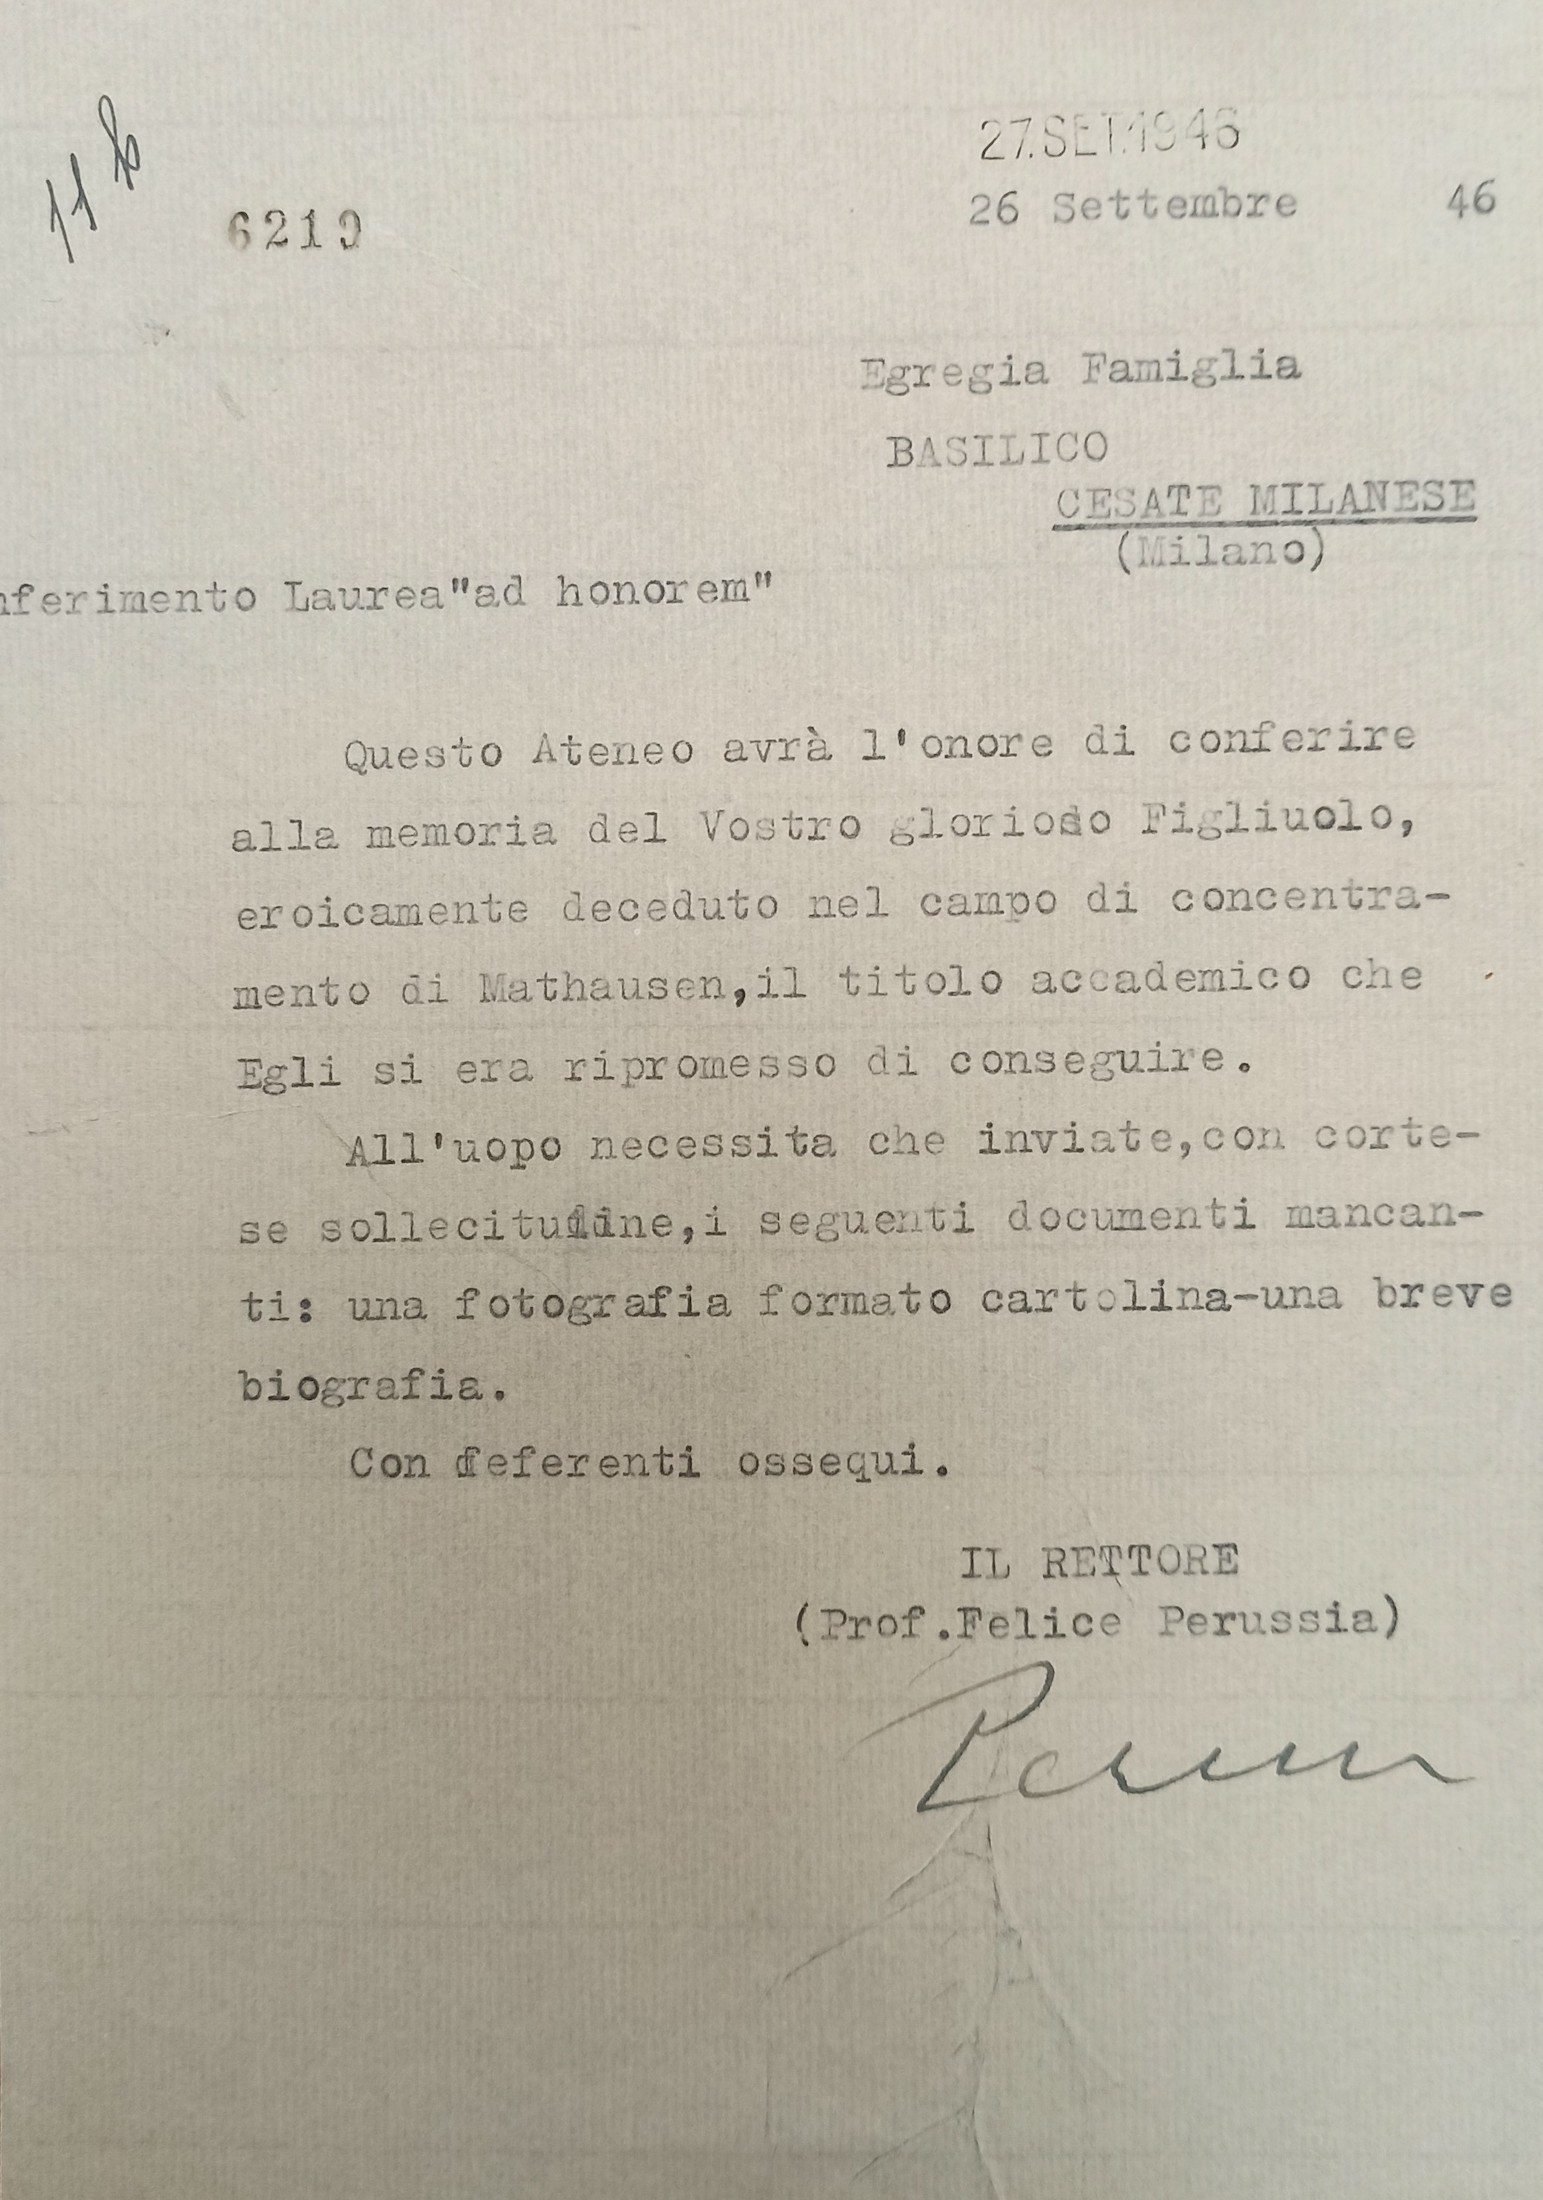 27.SET.1946
26 Settembre 46
6219
Egregia Famiglia
BASILICO
CESATE MILANESE
(Milano)
nferimento Laurea"ad honorem"
Questo Ateneo avrà l'onore di conferire
alla memoria del Vostro glorioso Figliuolo,
eroicamente deceduto nel campo di concentra-
mento di Mathausen,il titolo accademico che
Egli si era ripromesso di conseguire.
All'uopo necessita che inviate,con corte-
se sollecitudine,i seguenti documenti mancan-
ti: una fotografia formato cartolina-una breve
biografia.
Con deferenti ossequi.
IL RETTORE
(Prof.Felice Perussia)